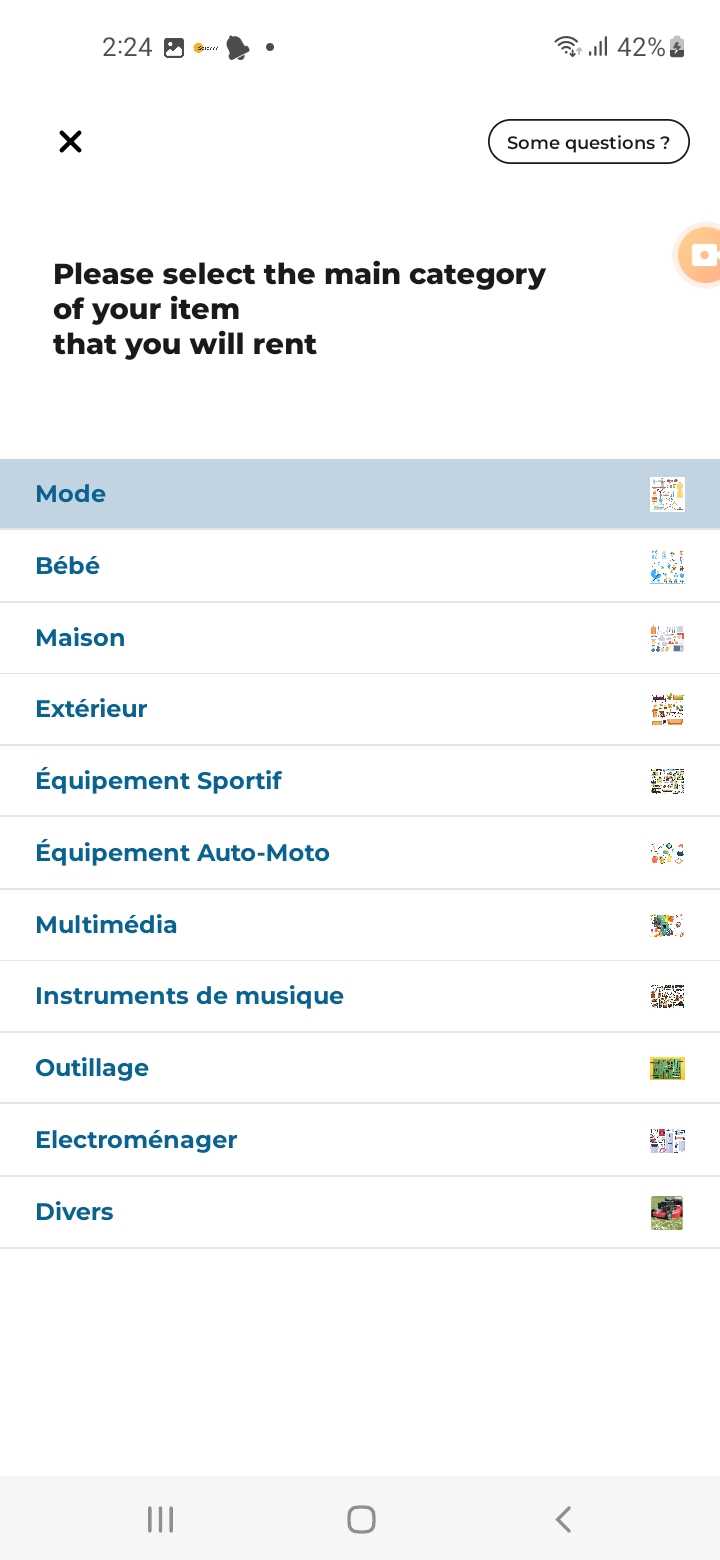 2:24
42%
Some questions ?
Please select the main category
of your item
that you will rent
Mode
Bébé
Maison
Extérieur
Équipement Sportif
Équipement Auto-Moto
Multimédia
Instruments de musique
Outillage
Electroménager
Divers